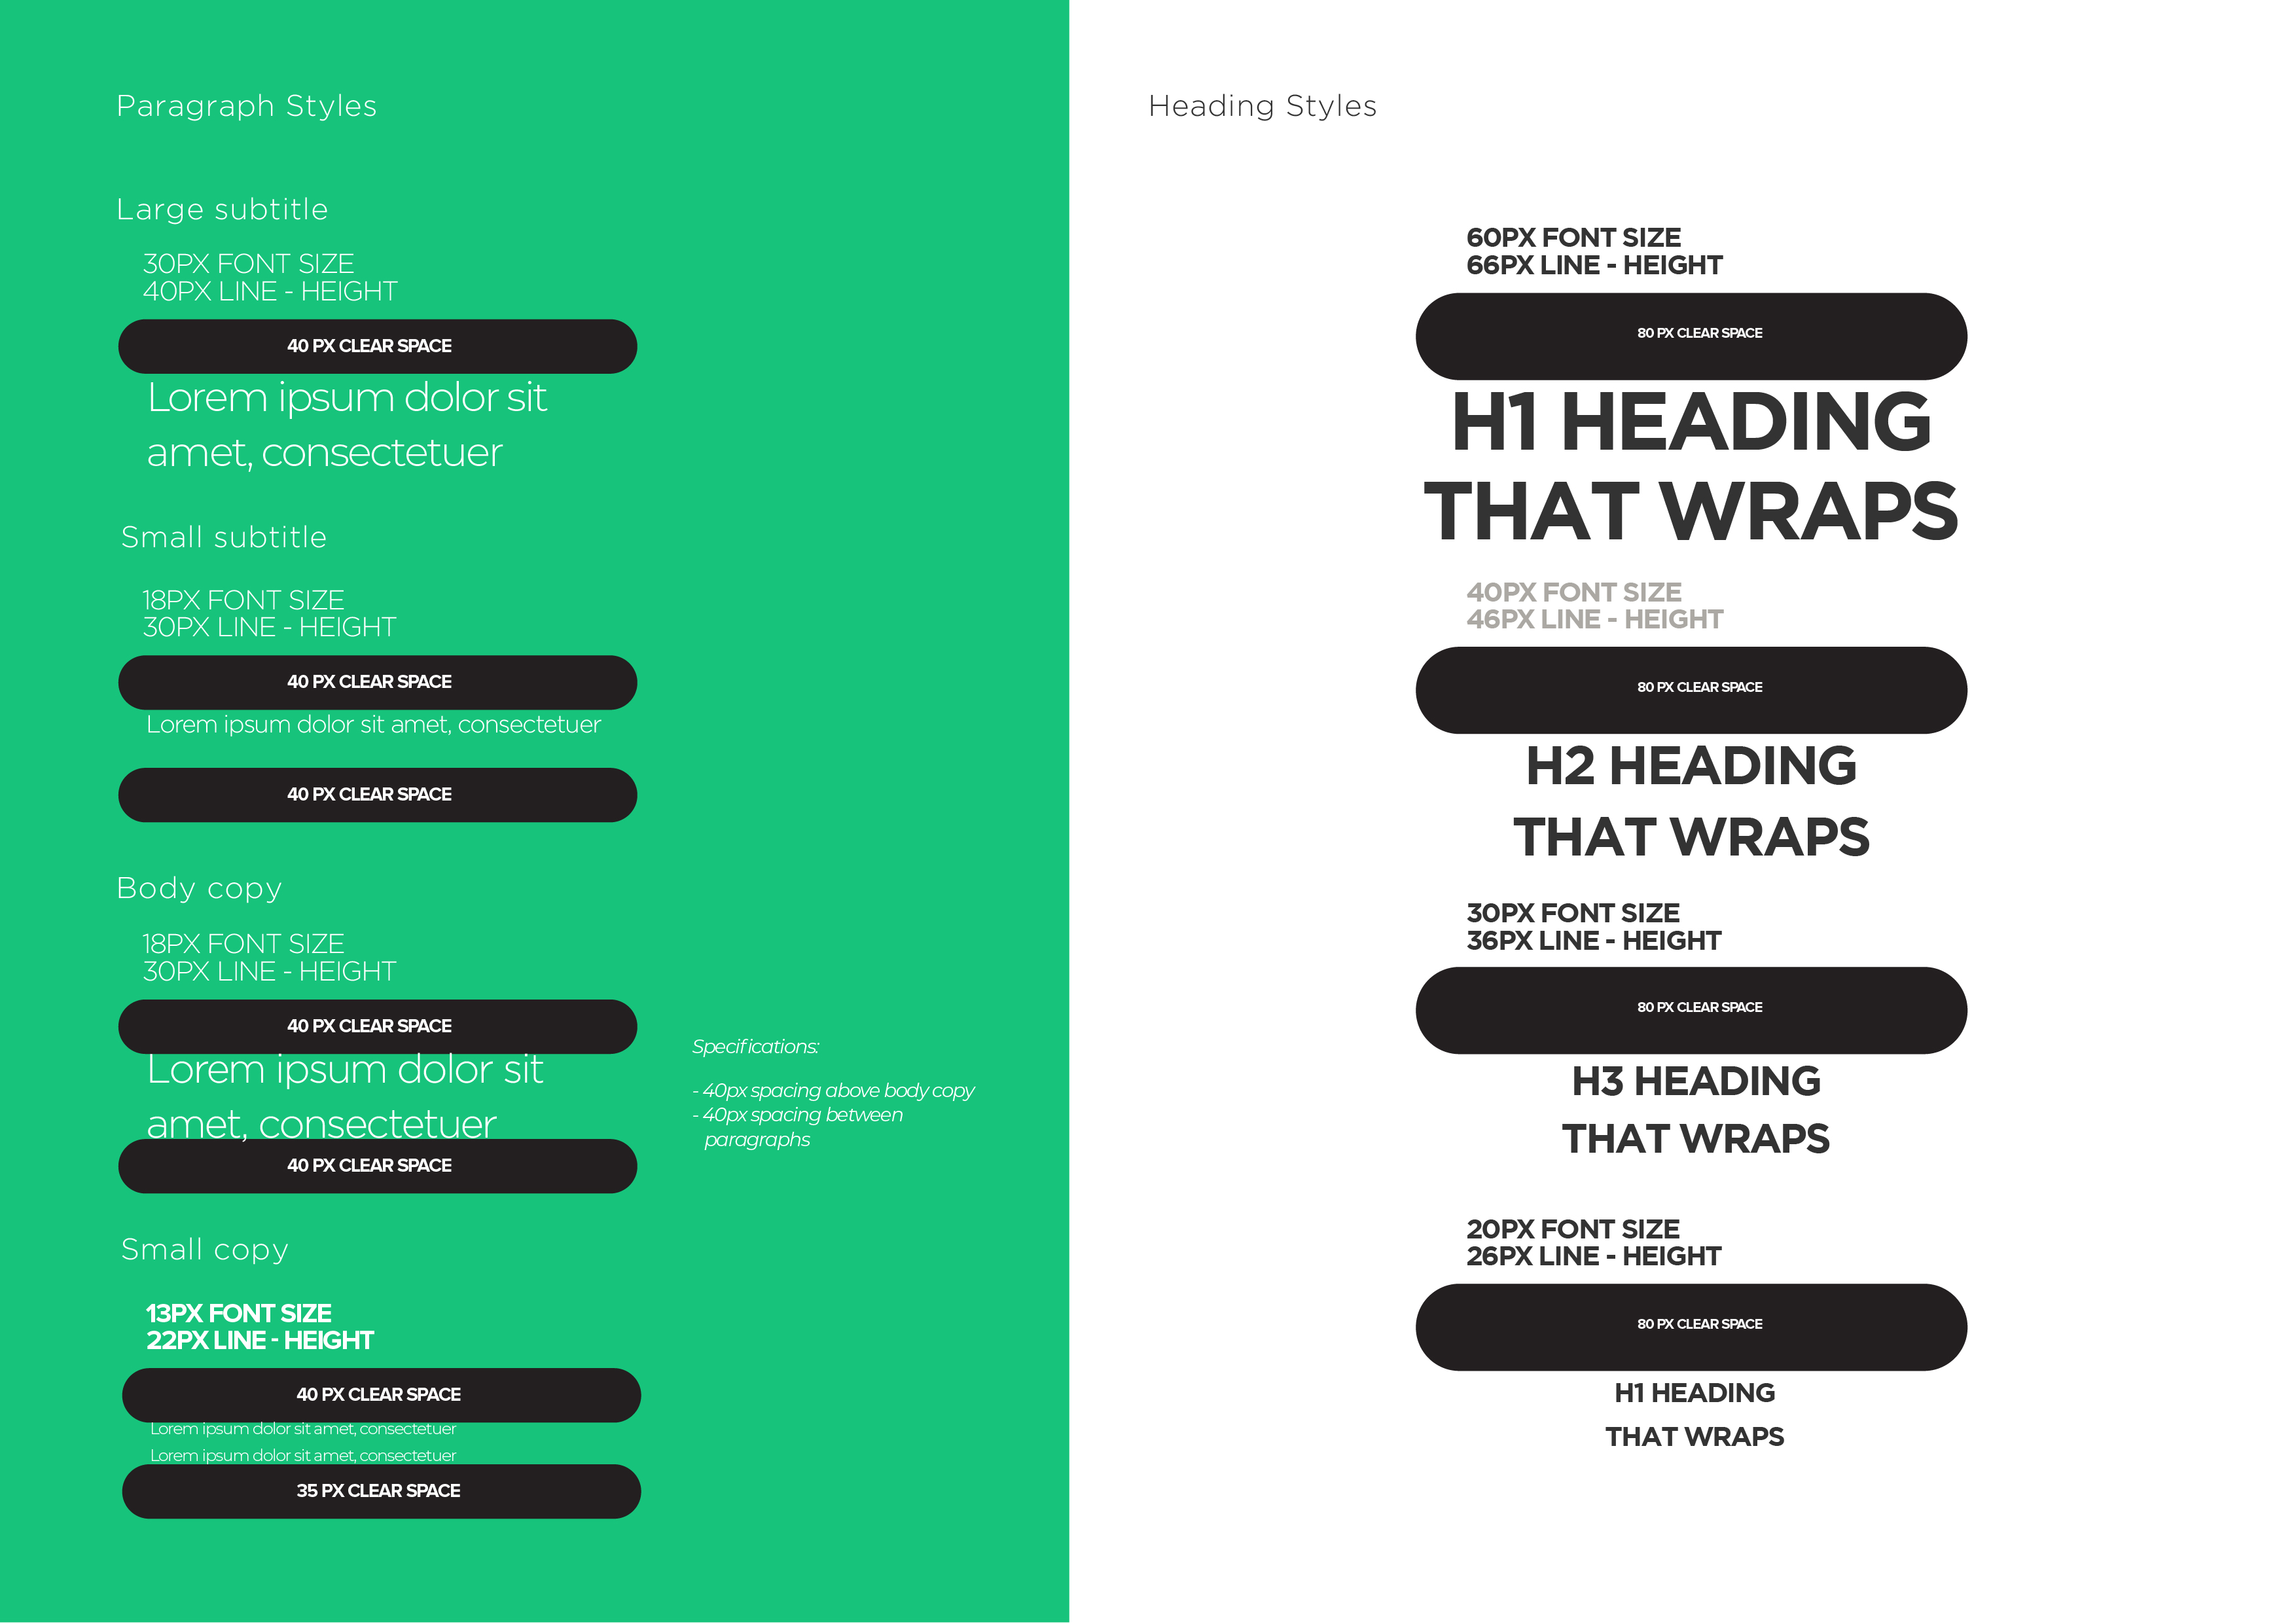 Paragraph Styles
Large subtitle
30PX FONT SIZE
40PX LINE - HEIGHT
40 PX CLEAR SPACE
Lorem ipsum dolor sit
amet, consectetuer
Small subtitle
18PX FONT SIZE
30PX LINE - HEIGHT
40 PX CLEAR SPACE
Lorem ipsum dolor sit amet, consectetuer
40 PX CLEAR SPACE
Body copy
18PX FONT SIZE
30PX LINE - HEIGHT
40 PX CLEAR SPACE
Lorem ipsum dolor sit
amet, consectetuer
40 PX CLEAR SPACE
Specifications:
- 40px spacing above body copy
- 40px spacing between
paragraphs
Small copy
13PX FONT SIZE
22PX LINE - HEIGHT
40 PX CLEAR SPACE
Lorem ipsum dolor sit amet, consectetuer
Lorem ipsum dolor sit amet, consectetuer
35 PX CLEAR SPACE
Heading Styles
60PX FONT SIZE
66PX LINE - HEIGHT
80 PX CLEAR SPACE
H1 HEADING
THAT WRAPS
40PX FONT SIZE
46PX LINE - HEIGHT
80 PX CLEAR SPACE
H2 HEADING
THAT WRAPS
30PX FONT SIZE
36PX LINE - HEIGHT
80 PX CLEAR SPACE
H3 HEADING
THAT WRAPS
20PX FONT SIZE
26PX LINE - HEIGHT
80 PX CLEAR SPACE
H1 HEADING
THAT WRAPS